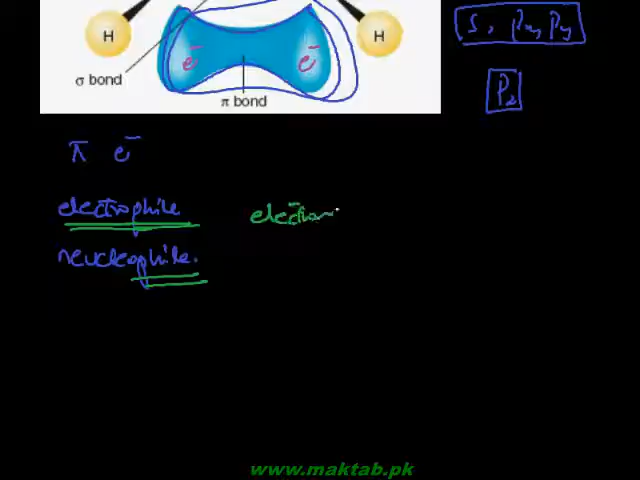 s, px, py
H
H
e⁻
e⁻
σ bond
π bond
Pz
π e⁻
electrophile
electron
neucleophile.
www.maktab.pk